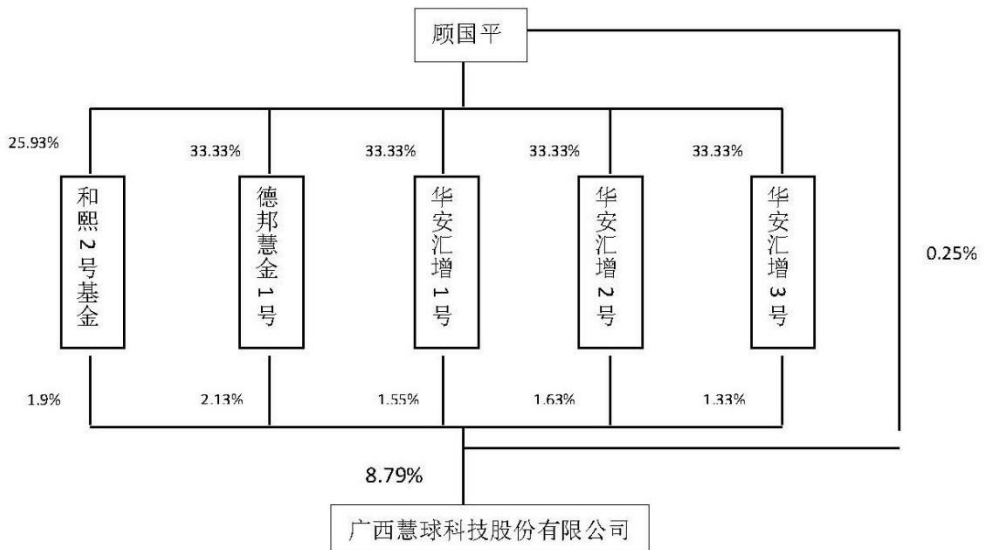 顾国平
25.93%
33.33%
33.33%
33.33%
33.33%
和熙2号基金
德邦慧金1号
华安汇增1号
华安汇增2号
华安汇增3号
0.25%
1.9%
2.13%
1.55%
1.63%
1.33%
8.79%
广西慧球科技股份有限公司